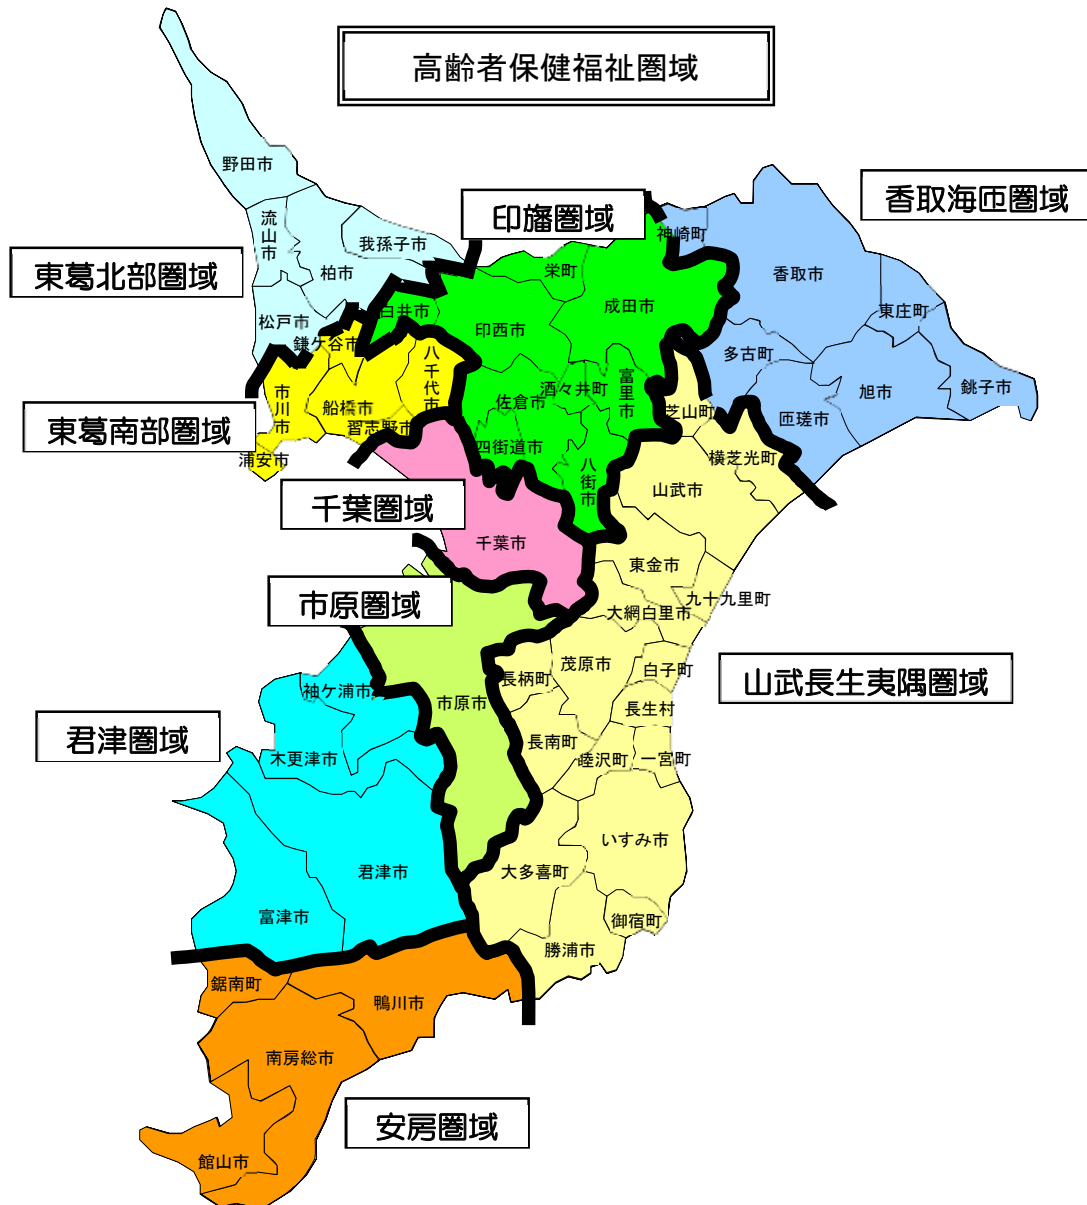 高齢者保健福祉圏域
野田市
香取海匝圏域
印旛圏域
流山市
神崎町
我孫子市
東葛北部圏域
柏市
栄町
香取市
成田市
白井市
東庄町
松戸市
印西市
鎌ケ谷市
八千代市
多古町
酒々井町
富里市
旭市
銚子市
市川市
船橋市
佐倉市
芝山町
匝瑳市
東葛南部圏域
習志野市
四街道市
横芝光町
浦安市
八街市
山武市
千葉圏域
千葉市
東金市
市原圏域
九十九里町
大網白里市
茂原市
白子町
長柄町
山武長生夷隅圏域
袖ケ浦市
市原市
長生村
君津圏域
長南町
木更津市
睦沢町
一宮町
いすみ市
君津市
大多喜町
富津市
御宿町
勝浦市
鋸南町
鴨川市
南房総市
安房圏域
館山市